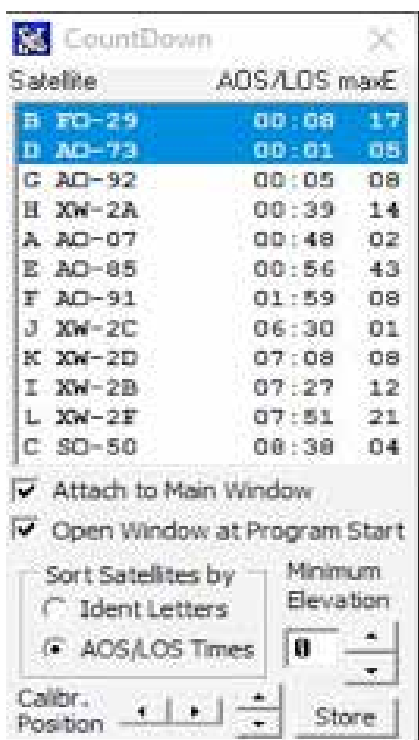 CountDown
Satellite AOS/LOS maxE
B FO-29 00:08 17
D AO-73 00:01 05
G AO-92 00:05 08
H XW-2A 00:39 14
A AO-07 00:48 02
E AO-85 00:56 43
F AO-91 01:59 08
J XW-2C 06:30 01
K XW-2D 07:08 08
I XW-2B 07:27 12
L XW-2F 07:51 21
C SO-50 08:38 04
Attach to Main Window
Open Window at Program Start
Sort Satellites by
Ident Letters
AOS/LOS Times
Minimum
Elevation
0
Calibr.
Position
Store